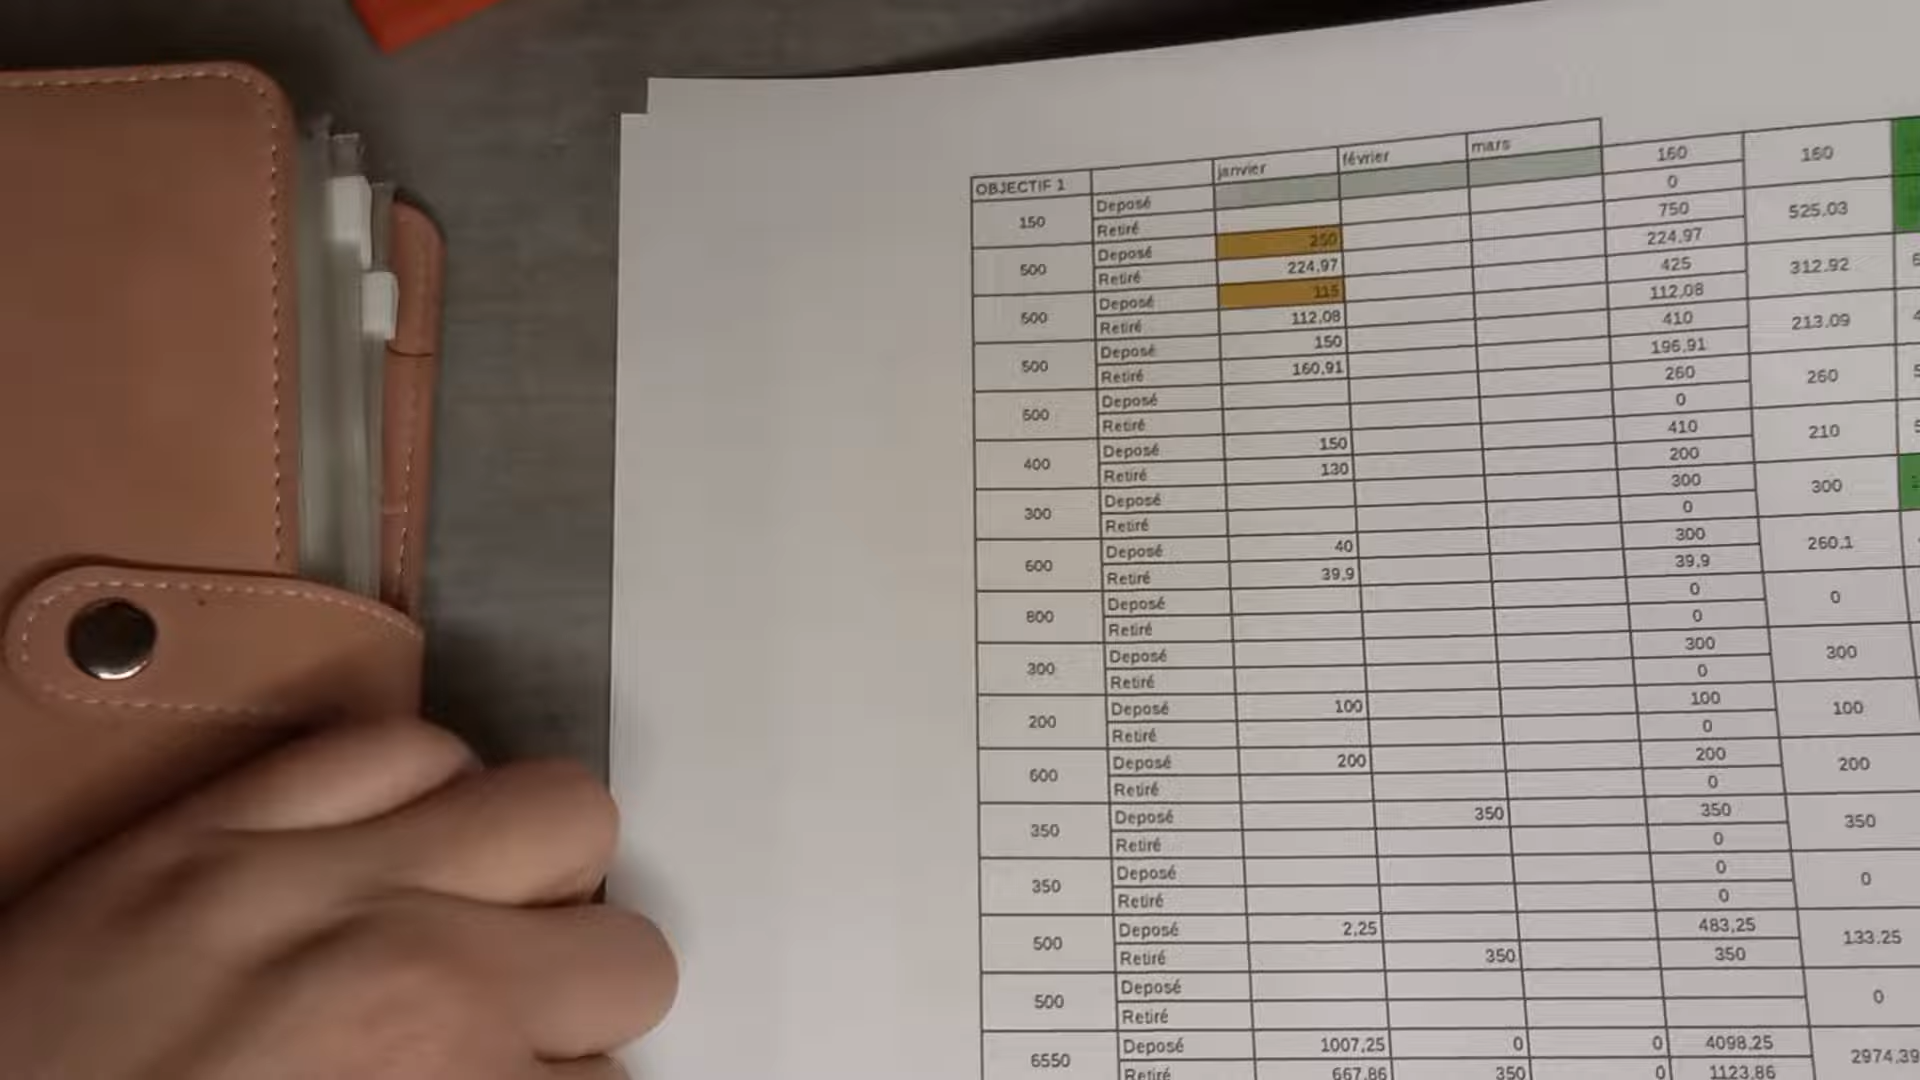 OBJECTIF 1 janvier février mars
150 Deposé 160 160
Retiré 0
500 Deposé 250 750 525.03
Retiré 224,97 224,97
500 Deposé 115 425 312.92
Retiré 112,08 112,08
500 Deposé 150 410 213.09
Retiré 160,91 196,91
500 Deposé 260 260
Retiré 0
400 Deposé 150 410 210
Retiré 130 200
300 Deposé 300 300
Retiré 0
600 Deposé 40 300 260.1
Retiré 39,9 39,9
800 Deposé 0 0
Retiré 0
300 Deposé 300 300
Retiré 0
200 Deposé 100 100 100
Retiré 0
600 Deposé 200 200 200
Retiré 0
350 Deposé 350 350 350
Retiré 0
350 Deposé 0 0
Retiré 0
500 Deposé 2,25 483,25 133.25
Retiré 350 350
500 Deposé 0
Retiré
6550 Deposé 1007,25 0 0 4098,25 2974,39
Retiré 667,86 350 0 1123,86